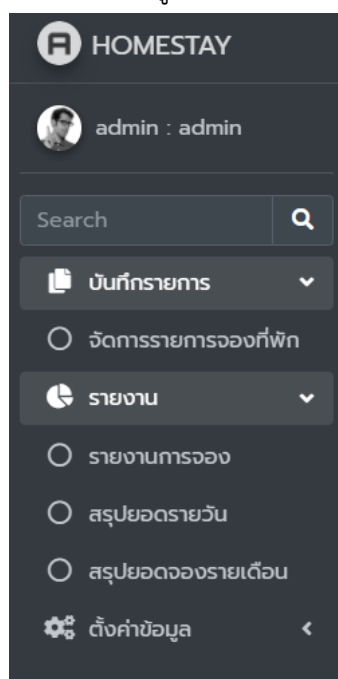 HOMESTAY
admin : admin
Search
บันทึกรายการ
จัดการรายการจองที่พัก
รายงาน
รายงานการจอง
สรุปยอดรายวัน
สรุปยอดจองรายเดือน
ตั้งค่าข้อมูล